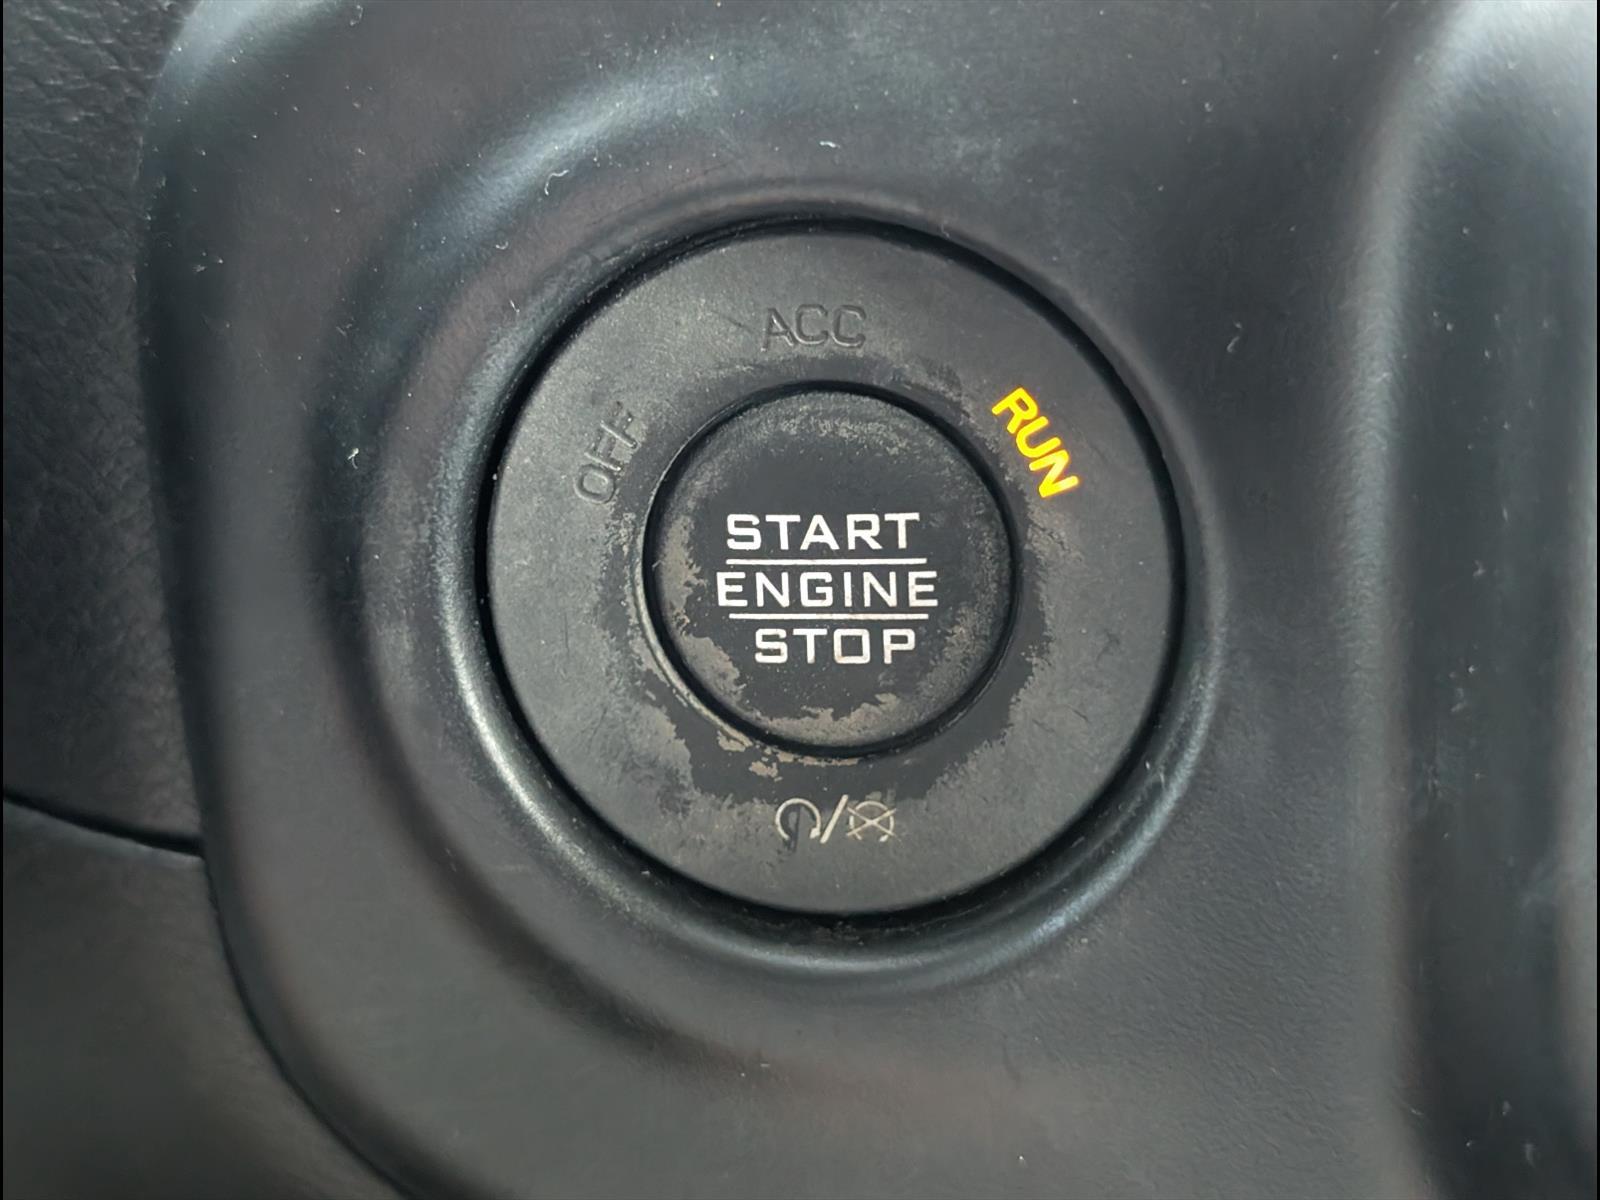 ACC
OFF
RUN
START
ENGINE
STOP
/